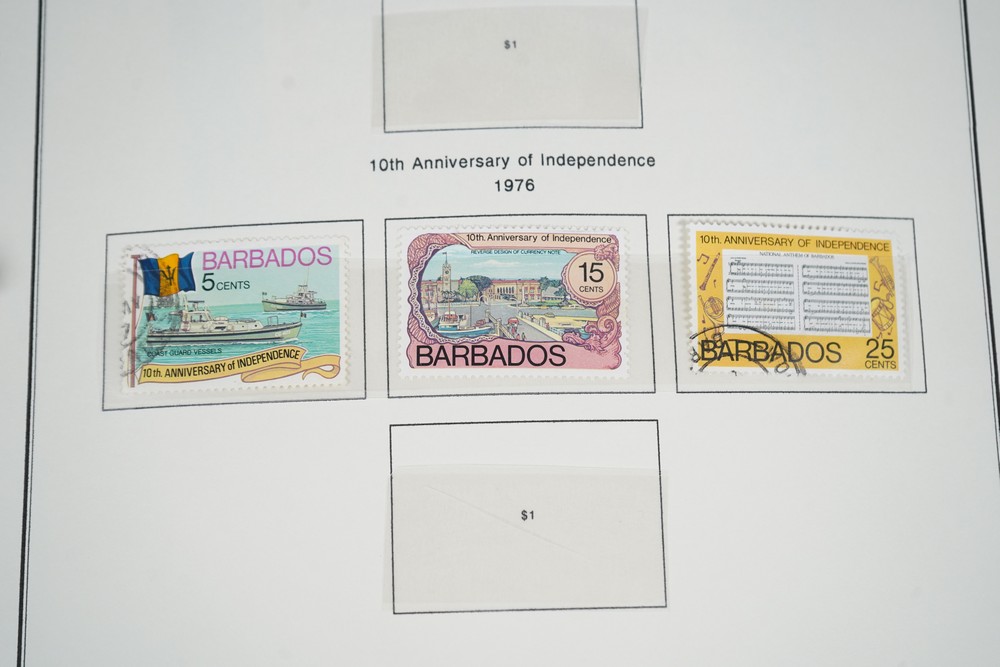 $1
10th Anniversary of Independence
1976
BARBADOS
5 CENTS
COAST GUARD VESSELS
10th. ANNIVERSARY of INDEPENDENCE
10th Anniversary of Independence
REVERSE DESIGN OF CURRENCY NOTE
15
CENTS
BARBADOS
10TH ANNIVERSARY OF INDEPENDENCE
NATIONAL ANTHEM OF BARBADOS
BARBADOS 25
CENTS
$1